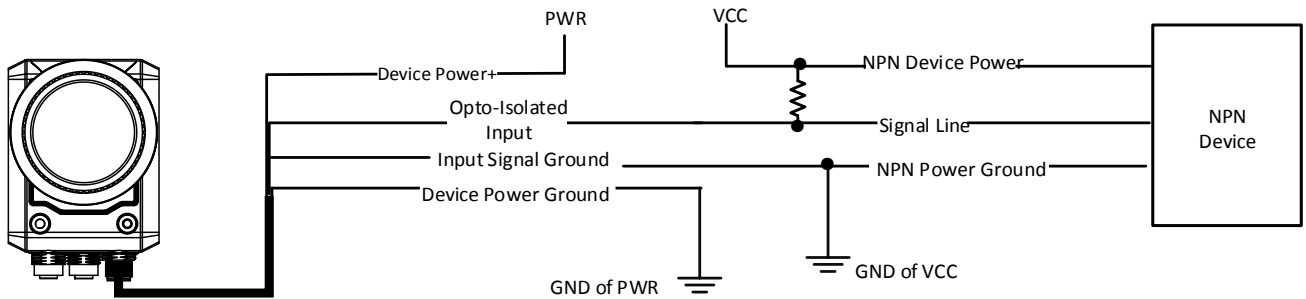 PWR
VCC
Device Power+
NPN Device Power
Opto-Isolated
Input
Signal Line
NPN
Device
Input Signal Ground
NPN Power Ground
Device Power Ground
GND of VCC
GND of PWR